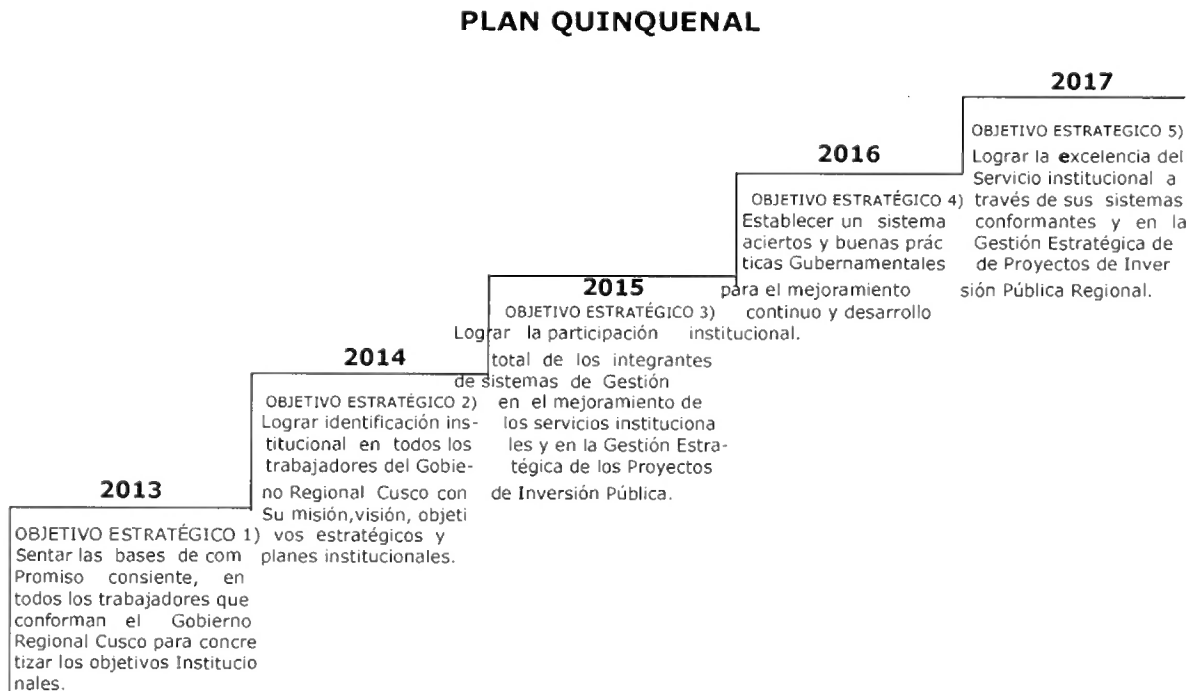 PLAN QUINQUENAL
2013
OBJETIVO ESTRATÉGICO 1)
Sentar las bases de com
Promiso consiente, en
todos los trabajadores que
conforman el Gobierno
Regional Cusco para concre
tizar los objetivos Institucio
nales.
2014
OBJETIVO ESTRATÉGICO 2)
Lograr identificación ins-
titucional en todos los
trabajadores del Gobie-
no Regional Cusco con
Su misión,visión, objeti
vos estratégicos y
planes institucionales.
2015
OBJETIVO ESTRATÉGICO 3)
Lograr la participación
total de los integrantes
de sistemas de Gestión
en el mejoramiento de
los servicios instituciona
les y en la Gestión Estra-
tégica de los Proyectos
de Inversión Pública.
2016
OBJETIVO ESTRATÉGICO 4)
Establecer un sistema
aciertos y buenas prác
ticas Gubernamentales
para el mejoramiento
continuo y desarrollo
institucional.
2017
OBJETIVO ESTRATEGICO 5)
Lograr la excelencia del
Servicio institucional a
través de sus sistemas
conformantes y en la
Gestión Estratégica de
de Proyectos de Inver
sión Pública Regional.